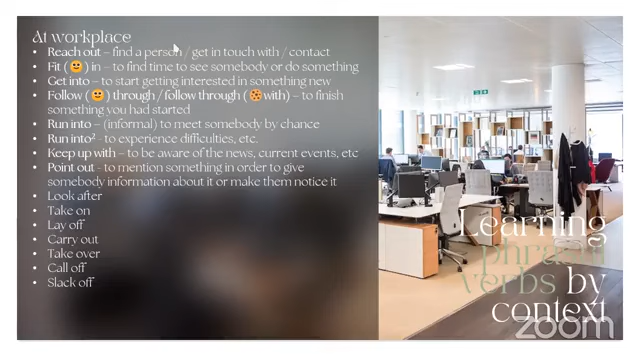 At workplace
• Reach out – find a person / get in touch with / contact
• Fit (🙂) in – to find time to see somebody or do something
• Get into – to start getting interested in something new
• Follow (🙂) through / follow through (🍪 with) – to finish
something you had started
• Run into – (informal) to meet somebody by chance
• Run into² - to experience difficulties, etc.
• Keep up with – to be aware of the news, current events, etc
• Point out - to mention something in order to give
somebody information about it or make them notice it
• Look after
• Take on
• Lay off
• Carry out
• Take over
• Call off
• Slack off
Learning
phrasal
verbs by
context
zoom